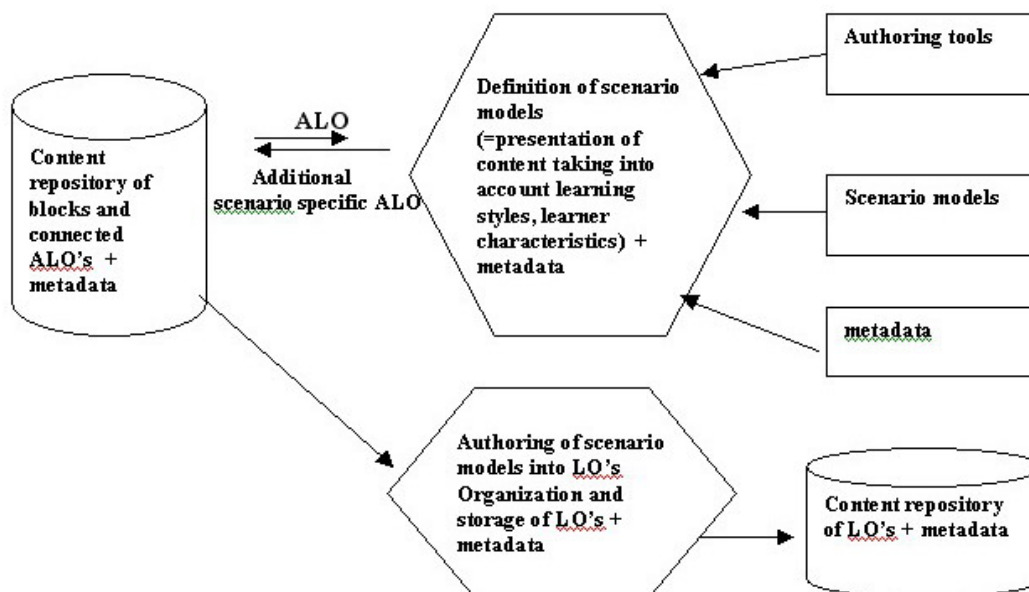 Content
repository of
blocks and
connected
ALO's +
metadata
ALO
Additional
scenario specific ALO
Definition of scenario
models
(=presentation of
content taking into
account learning
styles, learner
characteristics) +
metadata
Authoring tools
Scenario models
metadata
Authoring of scenario
models into LO's
Organization and
storage of LO's +
metadata
Content repository
of LO's + metadata